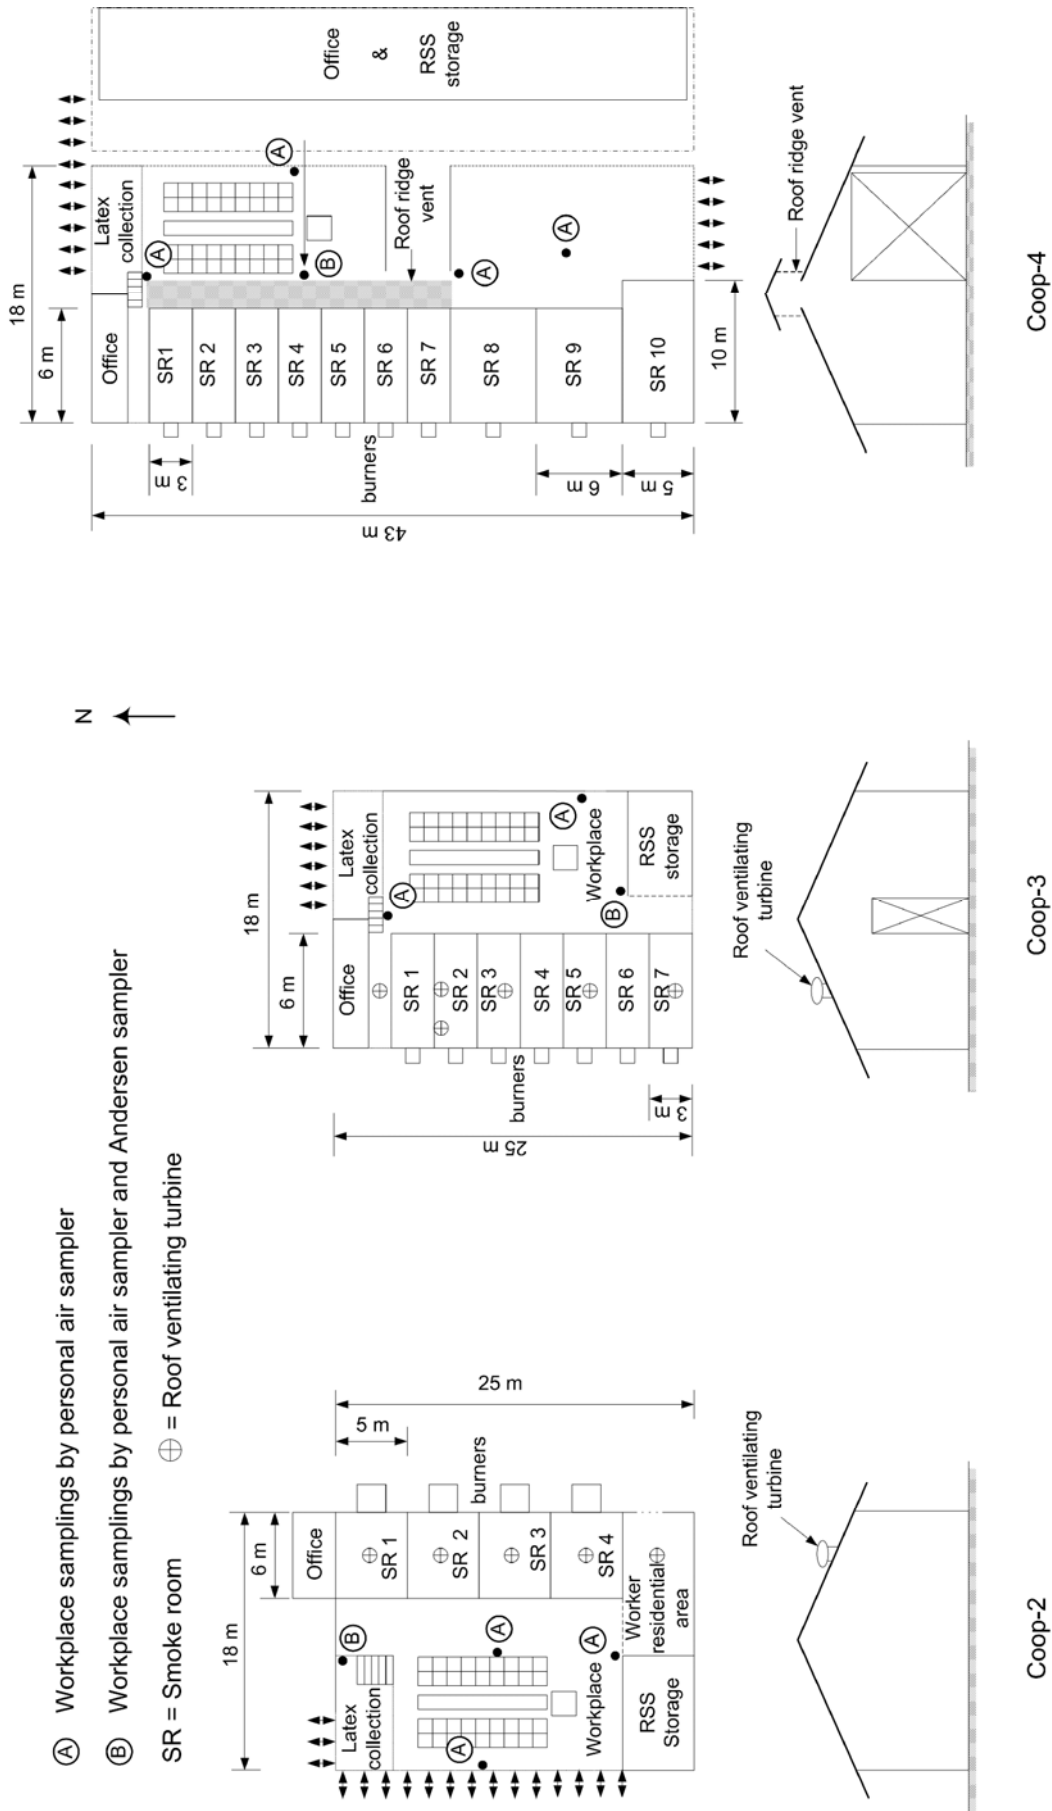 Ⓐ Workplace samplings by personal air sampler
Ⓑ Workplace samplings by personal air sampler and Andersen sampler
SR = Smoke room
⊕ = Roof ventilating turbine
N
18 m
6 m
5 m
25 m
Office
SR 1
SR 2
SR 3
SR 4
burners
Latex
collection
B
A
A
A
Workplace
Worker
residential
area
RSS
Storage
Roof ventilating
turbine
Coop-2
18 m
6 m
25 m
3 m
Office
Latex
collection
SR 1
SR 2
SR 3
SR 4
SR 5
SR 6
SR 7
burners
A
A
B
Workplace
RSS
storage
Roof ventilating
turbine
Coop-3
18 m
6 m
43 m
3 m
6 m
5 m
10 m
Office
Latex
collection
SR1
SR 2
SR 3
SR 4
SR 5
SR 6
SR 7
SR 8
SR 9
SR 10
burners
A
A
B
A
A
Roof ridge
vent
Office
&
RSS
storage
Roof ridge vent
Coop-4